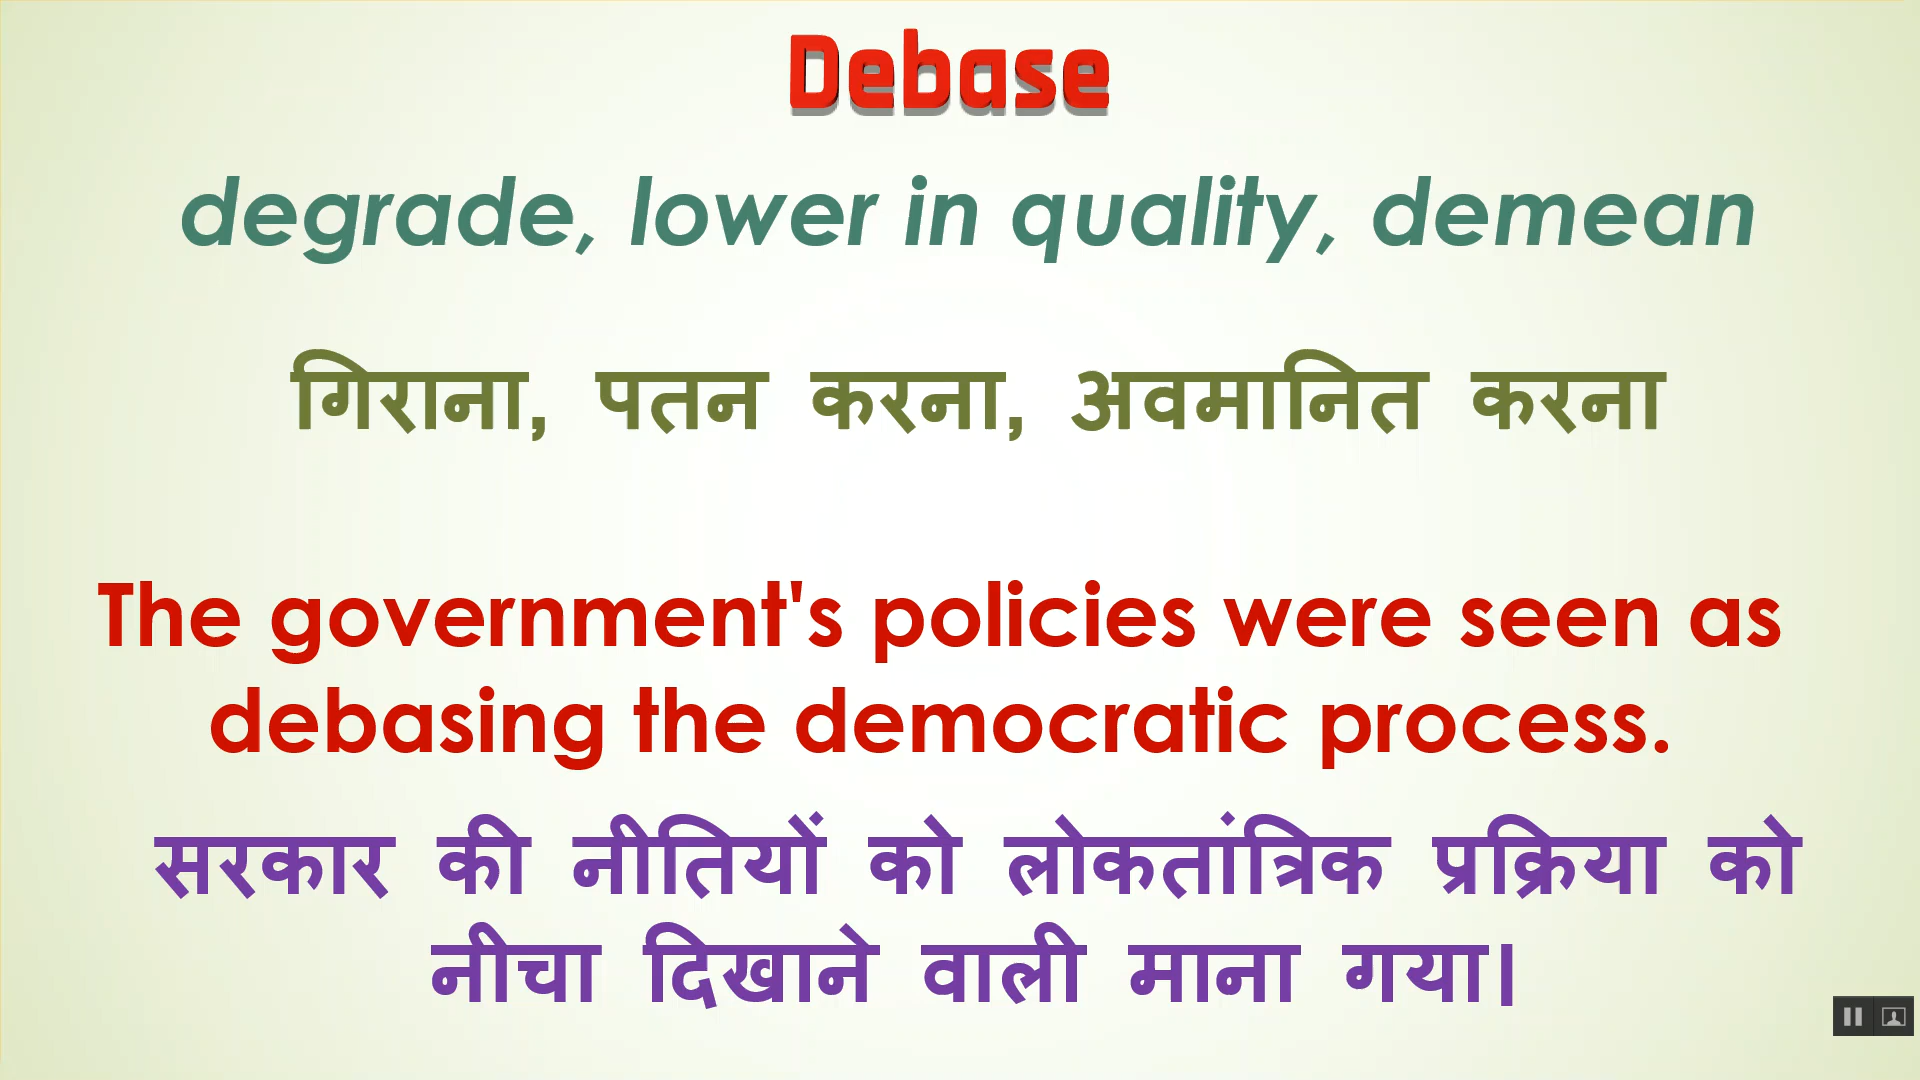 Debase
degrade, lower in quality, demean
गिराना, पतन करना, अवमानित करना
The government's policies were seen as
debasing the democratic process.
सरकार की नीतियों को लोकतांत्रिक प्रक्रिया को
नीचा दिखाने वाली माना गया।